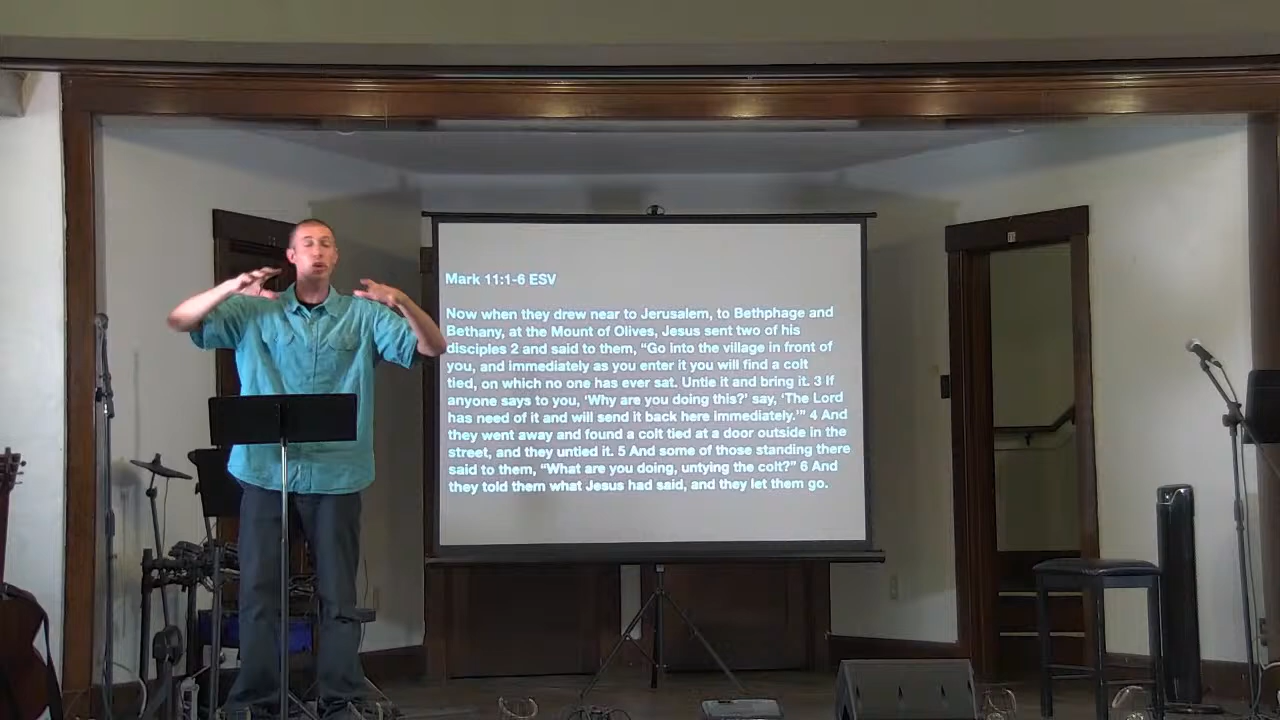 Mark 11:1-6 ESV
Now when they drew near to Jerusalem, to Bethphage and
Bethany, at the Mount of Olives, Jesus sent two of his
disciples 2 and said to them, “Go into the village in front of
you, and immediately as you enter it you will find a colt
tied, on which no one has ever sat. Untie it and bring it. 3 If
anyone says to you, ‘Why are you doing this?’ say, ‘The Lord
has need of it and will send it back here immediately.’” 4 And
they went away and found a colt tied at a door outside in the
street, and they untied it. 5 And some of those standing there
said to them, “What are you doing, untying the colt?” 6 And
they told them what Jesus had said, and they let them go.